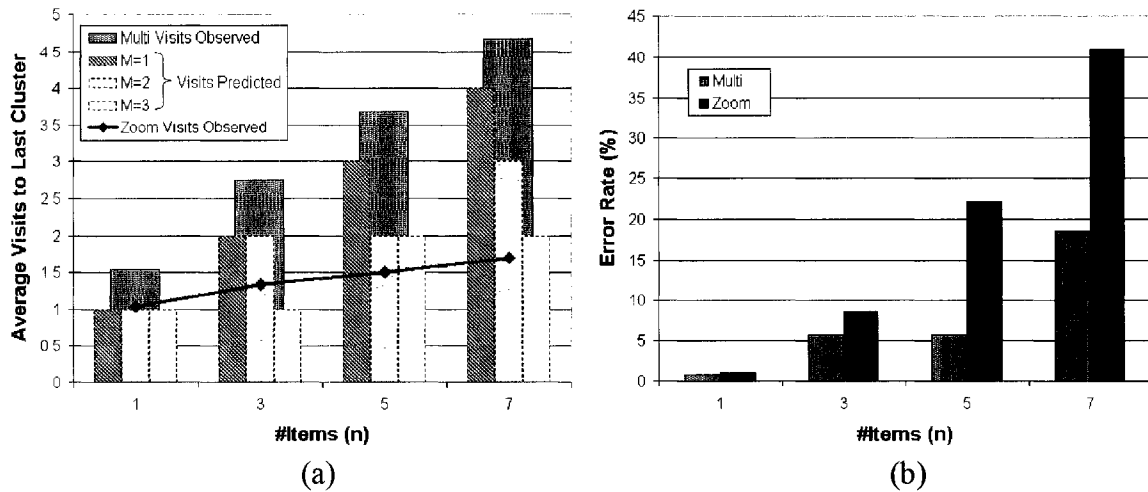 Average Visits to Last Cluster
5
4.5
4
3.5
3
2.5
2
1.5
1
0.5
0
Multi Visits Observed
M=1
M=2
M=3
Visits Predicted
Zoom Visits Observed
1
3
5
7
#Items (n)
(a)
Error Rate (%)
45
40
35
30
25
20
15
10
5
0
Multi
Zoom
1
3
5
7
#Items (n)
(b)